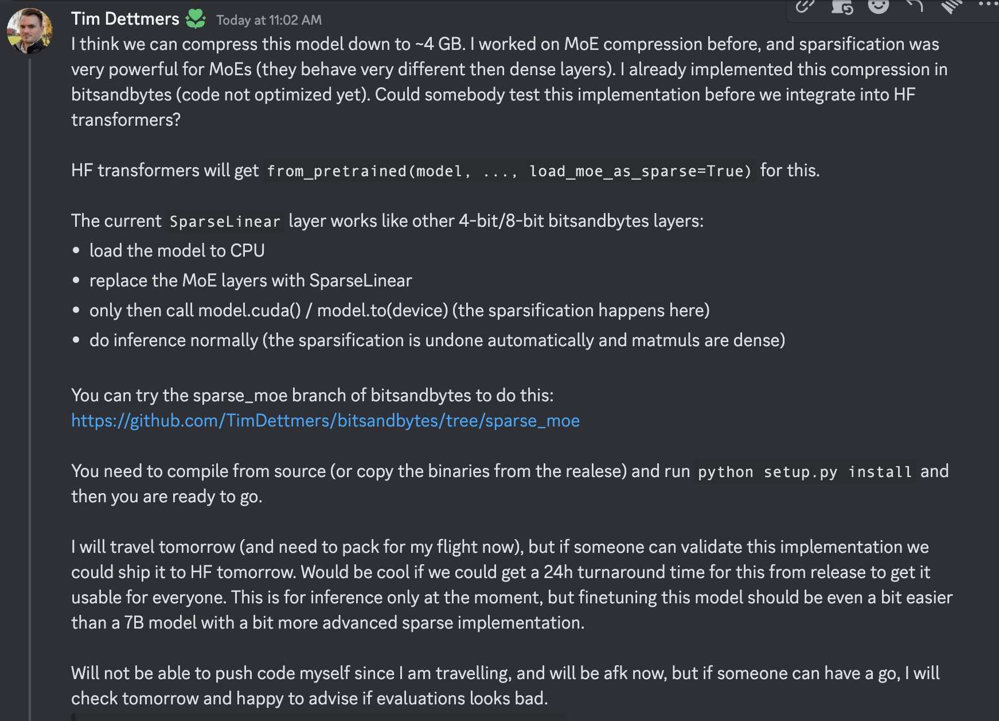 Tim Dettmers Today at 11:02 AM
I think we can compress this model down to ~4 GB. I worked on MoE compression before, and sparsification was
very powerful for MoEs (they behave very different then dense layers). I already implemented this compression in
bitsandbytes (code not optimized yet). Could somebody test this implementation before we integrate into HF
transformers?
HF transformers will get from_pretrained(model, ..., load_moe_as_sparse=True) for this.
The current SparseLinear layer works like other 4-bit/8-bit bitsandbytes layers:
• load the model to CPU
• replace the MoE layers with SparseLinear
• only then call model.cuda() / model.to(device) (the sparsification happens here)
• do inference normally (the sparsification is undone automatically and matmuls are dense)
You can try the sparse_moe branch of bitsandbytes to do this:
https://github.com/TimDettmers/bitsandbytes/tree/sparse_moe
You need to compile from source (or copy the binaries from the realese) and run python setup.py install and
then you are ready to go.
I will travel tomorrow (and need to pack for my flight now), but if someone can validate this implementation we
could ship it to HF tomorrow. Would be cool if we could get a 24h turnaround time for this from release to get it
usable for everyone. This is for inference only at the moment, but finetuning this model should be even a bit easier
than a 7B model with a bit more advanced sparse implementation.
Will not be able to push code myself since I am travelling, and will be afk now, but if someone can have a go, I will
check tomorrow and happy to advise if evaluations looks bad.